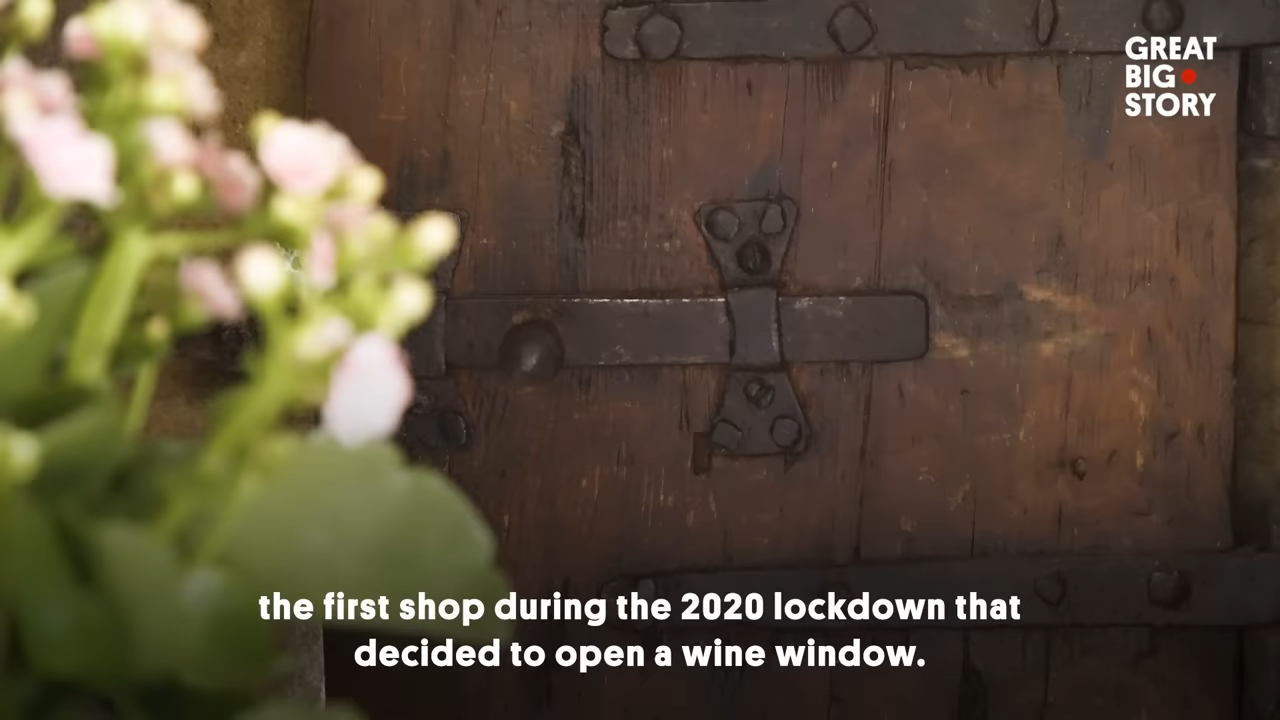 GREAT
BIG
STORY
the first shop during the 2020 lockdown that
decided to open a wine window.